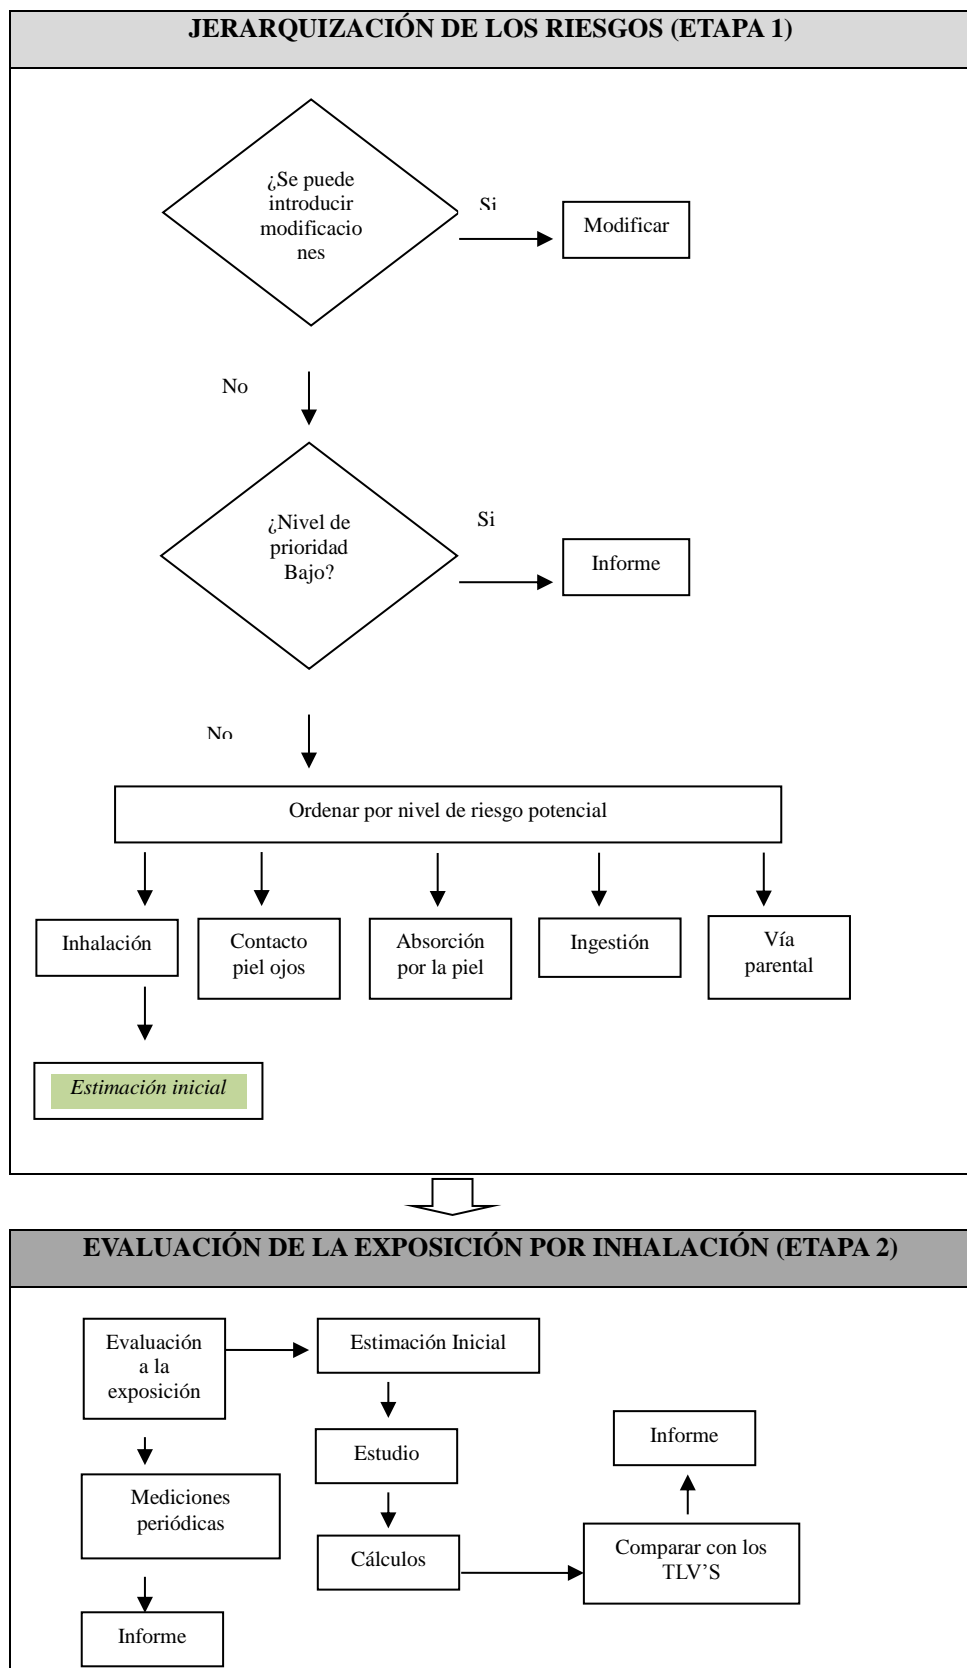 JERARQUIZACIÓN DE LOS RIESGOS (ETAPA 1)
¿Se puede
introducir
modificacio
nes
Si
Modificar
No
¿Nivel de
prioridad
Bajo?
Si
Informe
No
Ordenar por nivel de riesgo potencial
Inhalación
Contacto
piel ojos
Absorción
por la piel
Ingestión
Vía
parental
Estimación inicial
EVALUACIÓN DE LA EXPOSICIÓN POR INHALACIÓN (ETAPA 2)
Evaluación
a la
exposición
Estimación Inicial
Estudio
Informe
Mediciones
periódicas
Cálculos
Comparar con los
TLV’S
Informe